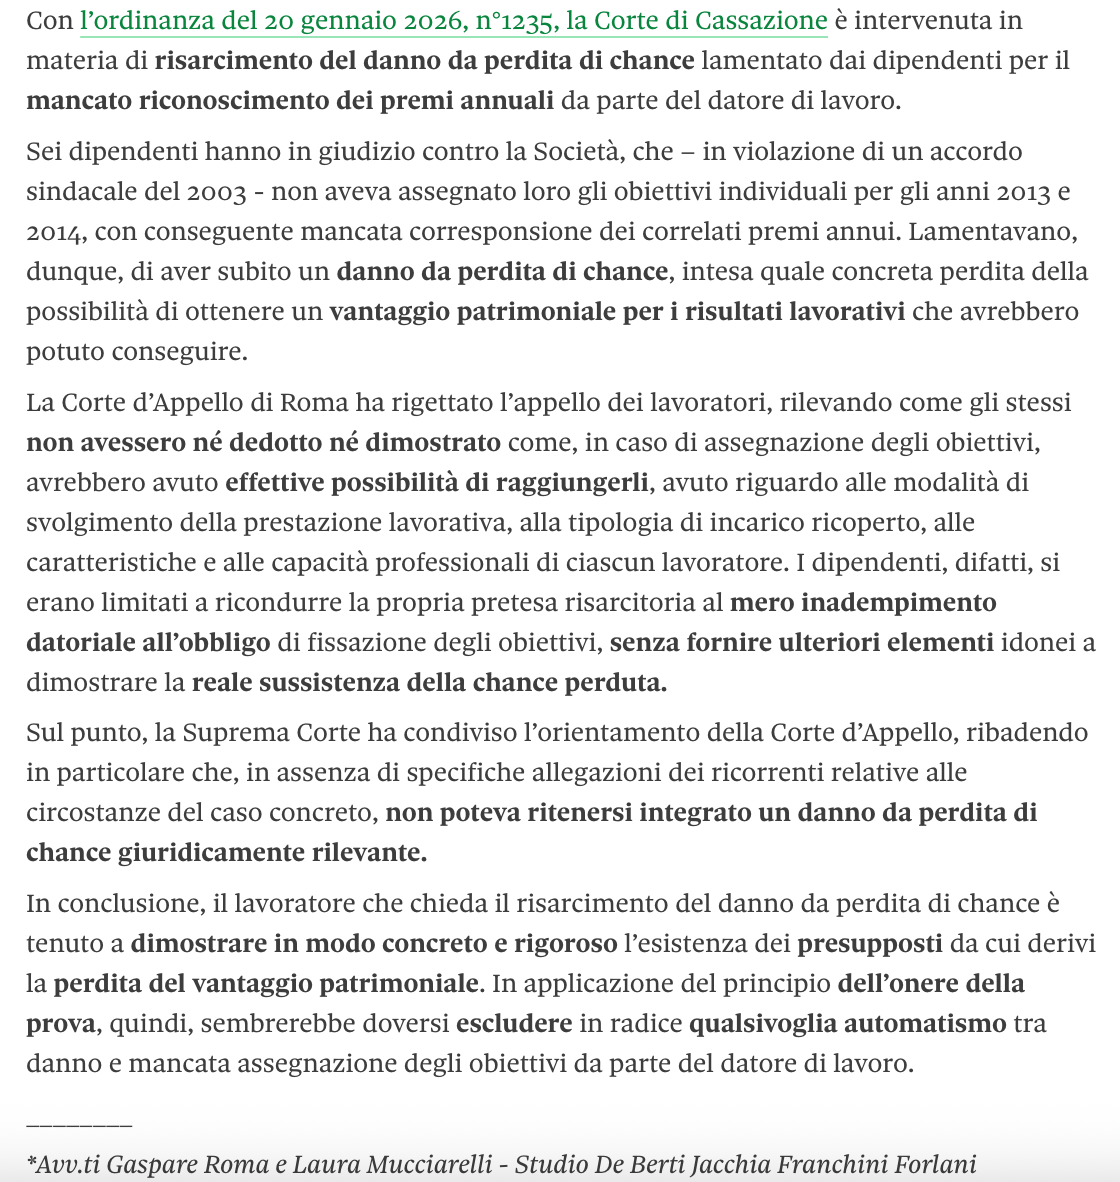 Con l'ordinanza del 20 gennaio 2026, n°1235, la Corte di Cassazione è intervenuta in
materia di risarcimento del danno da perdita di chance lamentato dai dipendenti per il
mancato riconoscimento dei premi annuali da parte del datore di lavoro.
Sei dipendenti hanno in giudizio contro la Società, che – in violazione di un accordo
sindacale del 2003 - non aveva assegnato loro gli obiettivi individuali per gli anni 2013 e
2014, con conseguente mancata corresponsione dei correlati premi annui. Lamentavano,
dunque, di aver subito un danno da perdita di chance, intesa quale concreta perdita della
possibilità di ottenere un vantaggio patrimoniale per i risultati lavorativi che avrebbero
potuto conseguire.
La Corte d'Appello di Roma ha rigettato l'appello dei lavoratori, rilevando come gli stessi
non avessero né dedotto né dimostrato come, in caso di assegnazione degli obiettivi,
avrebbero avuto effettive possibilità di raggiungerli, avuto riguardo alle modalità di
svolgimento della prestazione lavorativa, alla tipologia di incarico ricoperto, alle
caratteristiche e alle capacità professionali di ciascun lavoratore. I dipendenti, difatti, si
erano limitati a ricondurre la propria pretesa risarcitoria al mero inadempimento
datoriale all'obbligo di fissazione degli obiettivi, senza fornire ulteriori elementi idonei a
dimostrare la reale sussistenza della chance perduta.
Sul punto, la Suprema Corte ha condiviso l'orientamento della Corte d'Appello, ribadendo
in particolare che, in assenza di specifiche allegazioni dei ricorrenti relative alle
circostanze del caso concreto, non poteva ritenersi integrato un danno da perdita di
chance giuridicamente rilevante.
In conclusione, il lavoratore che chieda il risarcimento del danno da perdita di chance è
tenuto a dimostrare in modo concreto e rigoroso l'esistenza dei presupposti da cui derivi
la perdita del vantaggio patrimoniale. In applicazione del principio dell'onere della
prova, quindi, sembrerebbe doversi escludere in radice qualsivoglia automatismo tra
danno e mancata assegnazione degli obiettivi da parte del datore di lavoro.
________
*Avv.ti Gaspare Roma e Laura Mucciarelli - Studio De Berti Jacchia Franchini Forlani